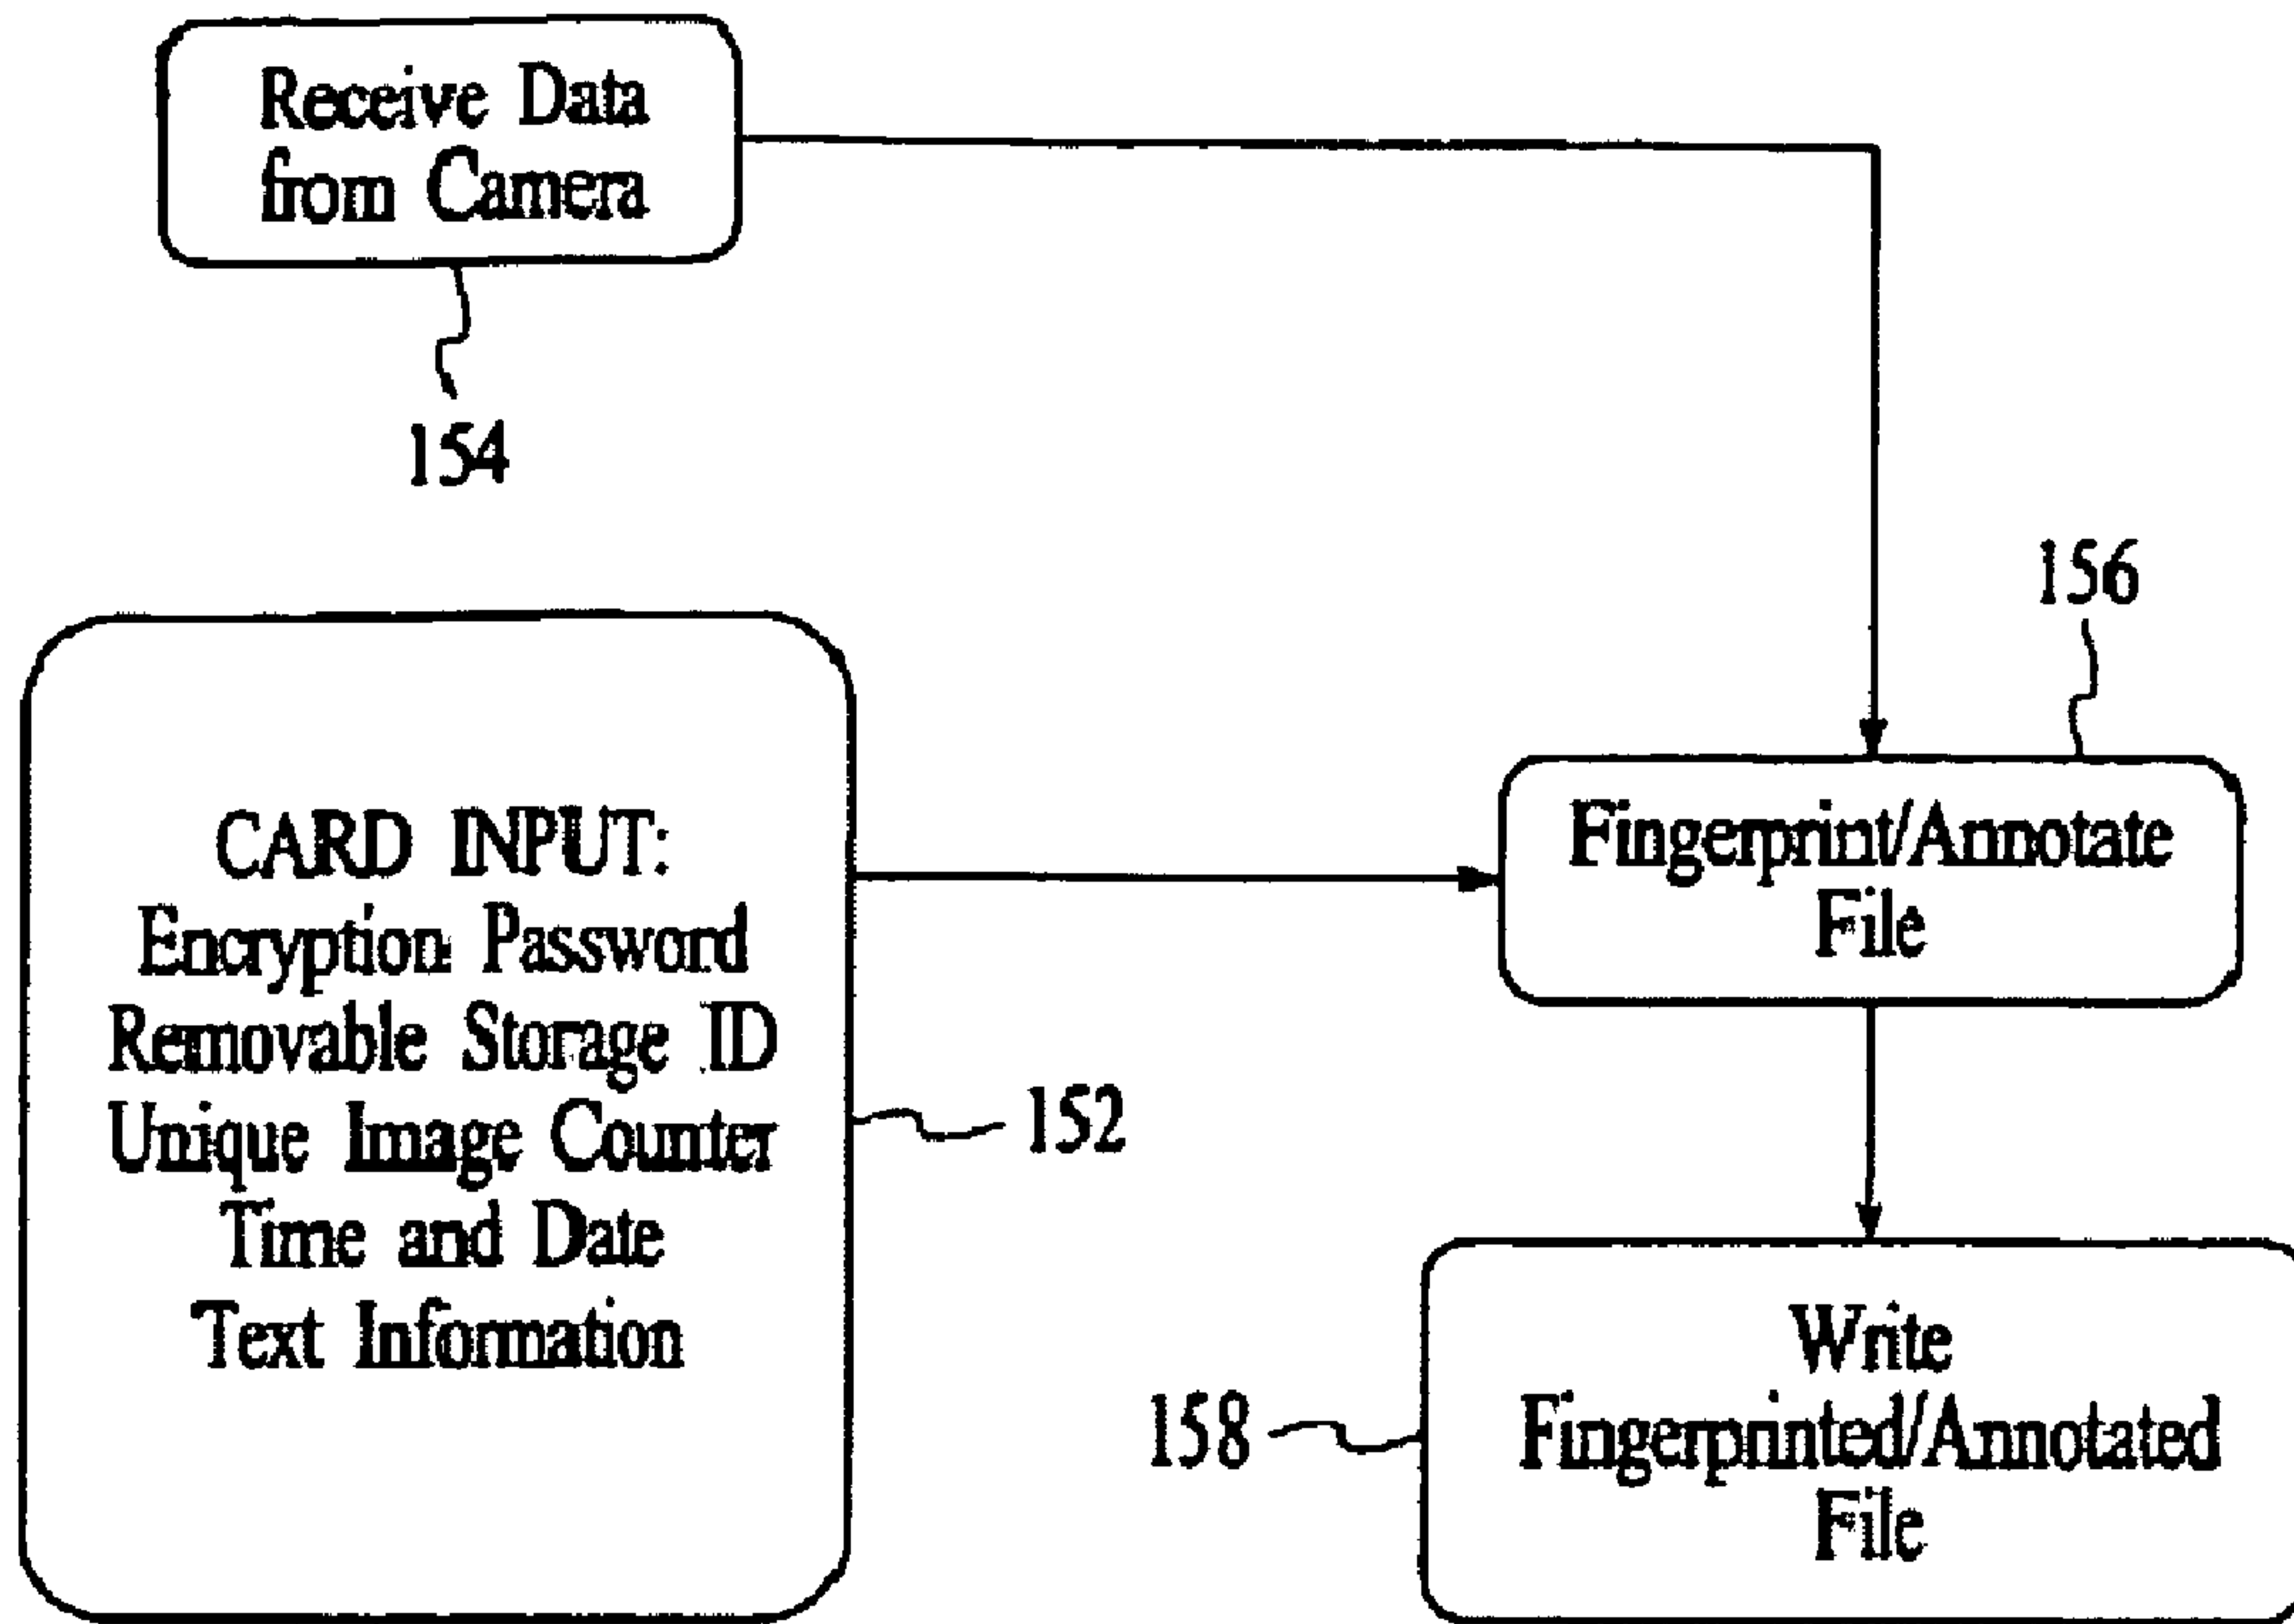 Receive Data
from Camera
154
156
CARD INPUT:
Encryption Password
Removable Storage ID
Unique Image Counter
Time and Date
Text Information
152
Fingerprint/Annotate
File
158
Write
Fingerprinted/Annotated
File